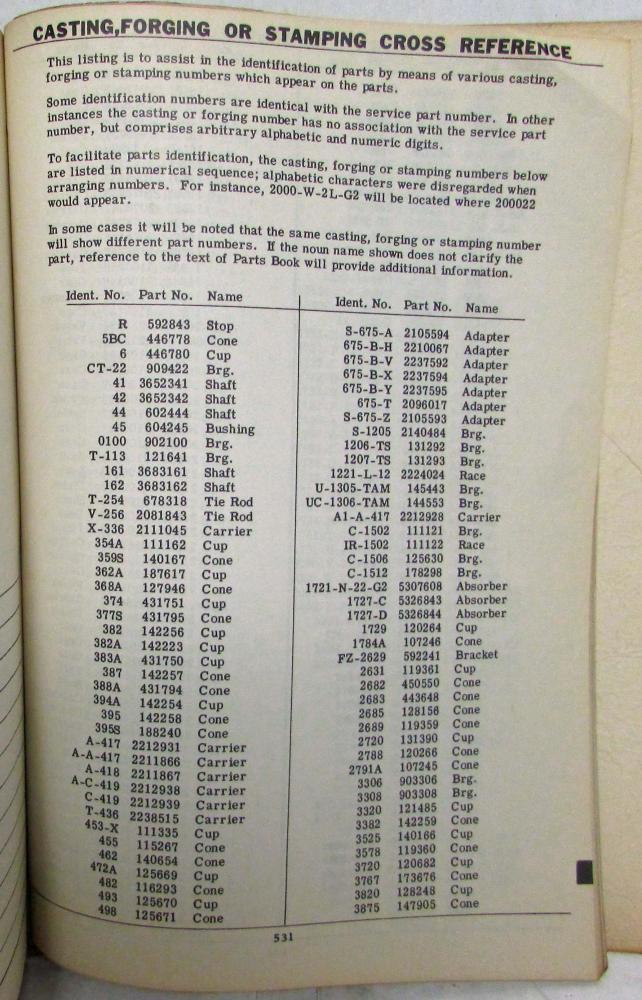 CASTING,FORGING OR STAMPING CROSS REFERENCE
This listing is to assist in the identification of parts by means of various casting,
forging or stamping numbers which appear on the parts.
Some identification numbers are identical with the service part number. In other
instances the casting or forging number has no association with the service part
number, but comprises arbitrary alphabetic and numeric digits.
To facilitate parts identification, the casting, forging or stamping numbers below
are listed in numerical sequence; alphabetic characters were disregarded when
arranging numbers. For instance, 2000-W-2L-G2 will be located where 200022
would appear.
In some cases it will be noted that the same casting, forging or stamping number
will show different part numbers. If the noun name shown does not clarify the
part, reference to the text of Parts Book will provide additional information.
Ident. No. Part No. Name
R 592843 Stop
5BC 446778 Cone
6 446780 Cup
CT-22 909422 Brg.
41 3652341 Shaft
42 3652342 Shaft
44 602444 Shaft
45 604245 Bushing
0100 902100 Brg.
T-113 121641 Brg.
161 3683161 Shaft
162 3683162 Shaft
T-254 678318 Tie Rod
V-256 2081843 Tie Rod
X-336 2111045 Carrier
354A 111162 Cup
359S 140167 Cone
362A 187617 Cup
368A 127946 Cone
374 431751 Cup
377S 431795 Cone
382 142256 Cup
382A 142223 Cup
383A 431750 Cup
387 142257 Cone
388A 431794 Cone
394A 142254 Cup
395 142258 Cone
395S 188240 Cone
A-417 2212931 Carrier
A-A-417 2211866 Carrier
A-418 2211867 Carrier
A-C-419 2212938 Carrier
C-419 2212939 Carrier
T-436 2238515 Carrier
453-X 111335 Cup
455 115267 Cone
462 140654 Cone
472A 125669 Cup
482 116293 Cone
493 125670 Cup
498 125671 Cone
Ident. No. Part No. Name
S-675-A 2105594 Adapter
675-B-H 2210067 Adapter
675-B-V 2237592 Adapter
675-B-X 2237594 Adapter
675-B-Y 2237595 Adapter
675-T 2096017 Adapter
S-675-Z 2105593 Adapter
S-1205 2140484 Brg.
1206-TS 131292 Brg.
1207-TS 131293 Brg.
1221-L-12 2224024 Race
U-1305-TAM 145443 Brg.
UC-1306-TAM 144553 Brg.
A1-A-417 2212928 Carrier
C-1502 111121 Brg.
IR-1502 111122 Race
C-1506 125630 Brg.
C-1512 178298 Brg.
1721-N-22-G2 5307608 Absorber
1727-C 5326843 Absorber
1727-D 5326844 Absorber
1729 120264 Cup
1784A 107246 Cone
FZ-2629 592241 Bracket
2631 119361 Cup
2682 450550 Cone
2683 443648 Cone
2685 128156 Cone
2689 119359 Cone
2720 131390 Cup
2788 120266 Cone
2791A 107245 Cone
3306 903306 Brg.
3308 903308 Brg.
3320 121485 Cup
3382 142259 Cone
3525 140166 Cup
3578 119360 Cone
3720 120682 Cup
3767 173676 Cone
3820 128248 Cup
3875 147905 Cone
531